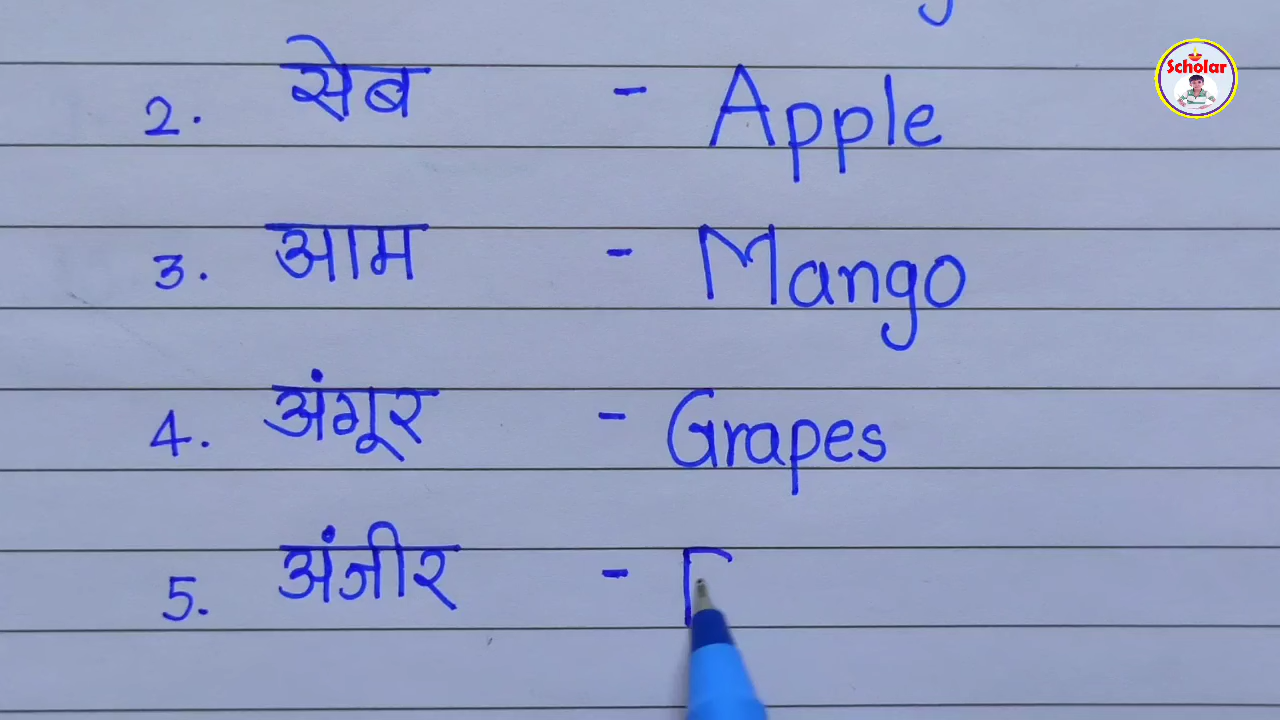 Scholar
2. सेब - Apple
3. आम - Mango
4. अंगूर - Grapes
5. अंजीर -